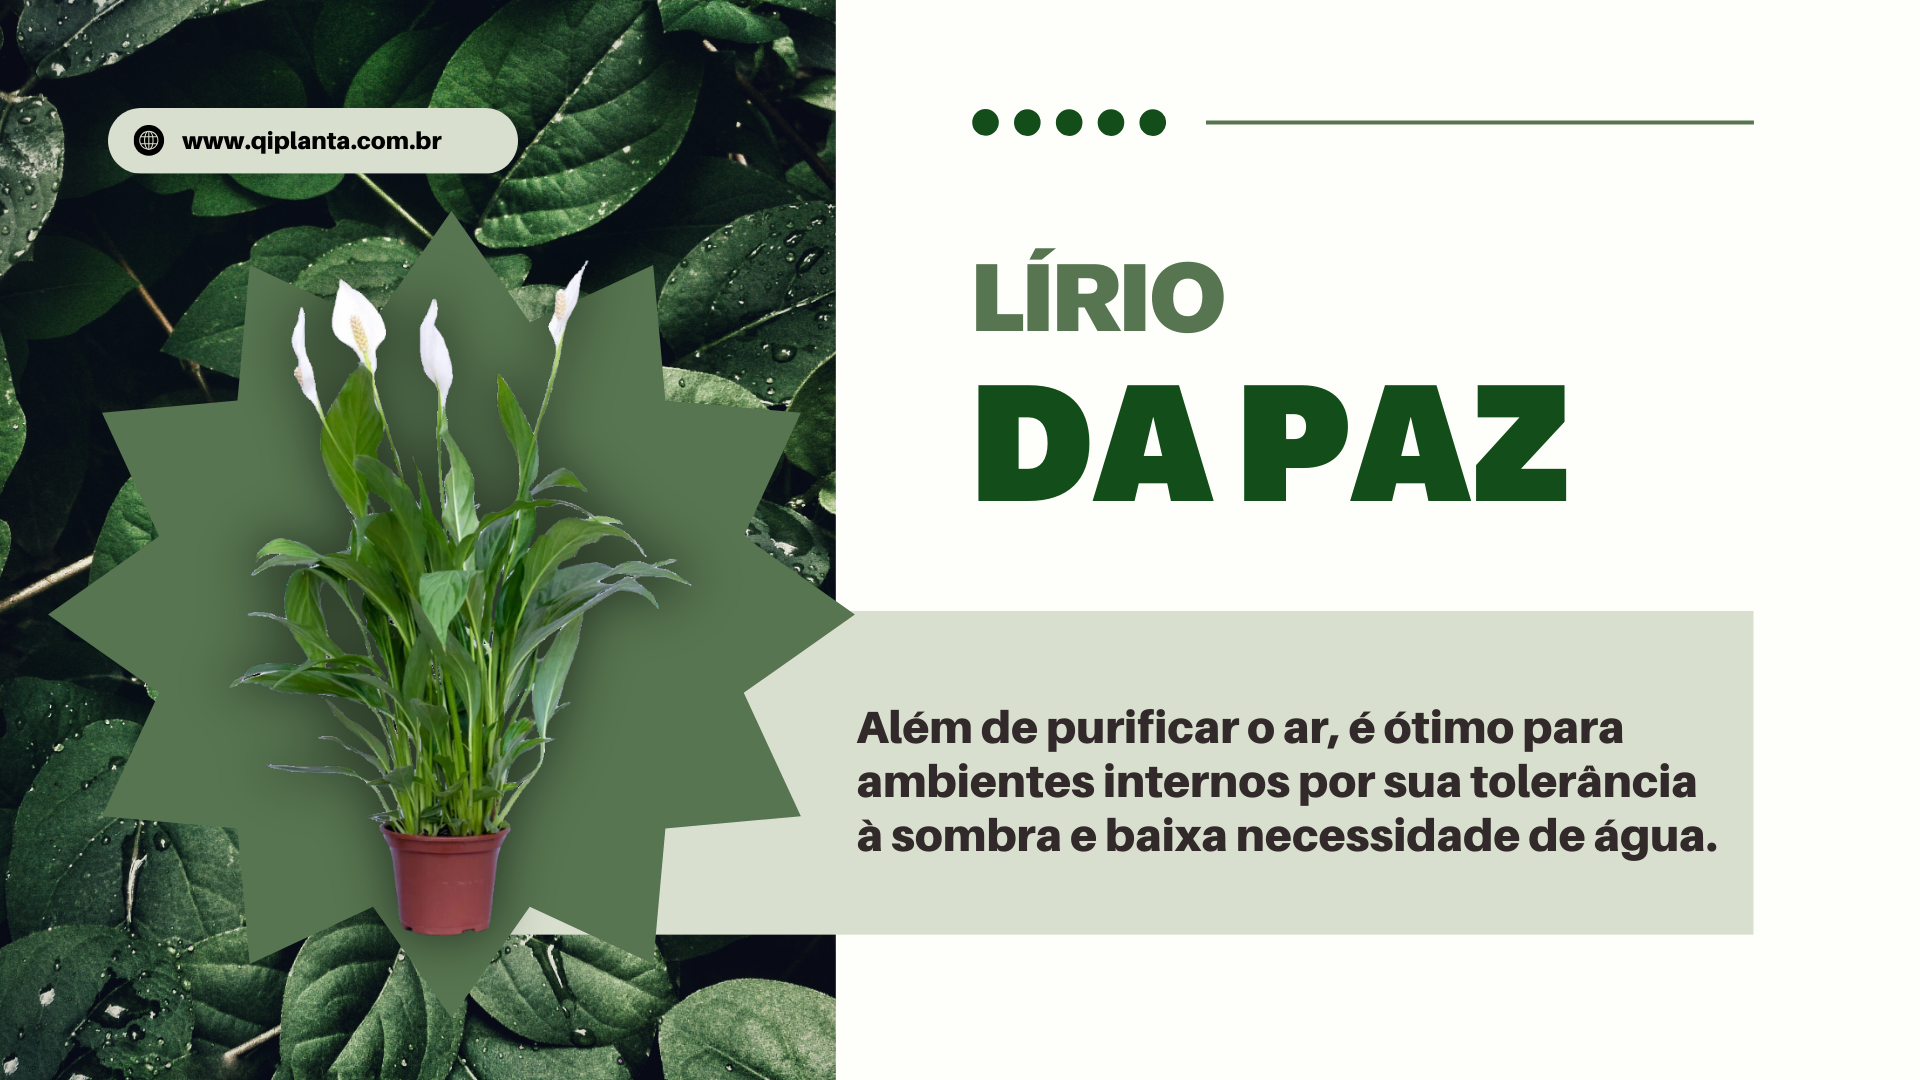 www.qiplanta.com.br
LÍRIO
DA PAZ
Além de purificar o ar, é ótimo para
ambientes internos por sua tolerância
à sombra e baixa necessidade de água.